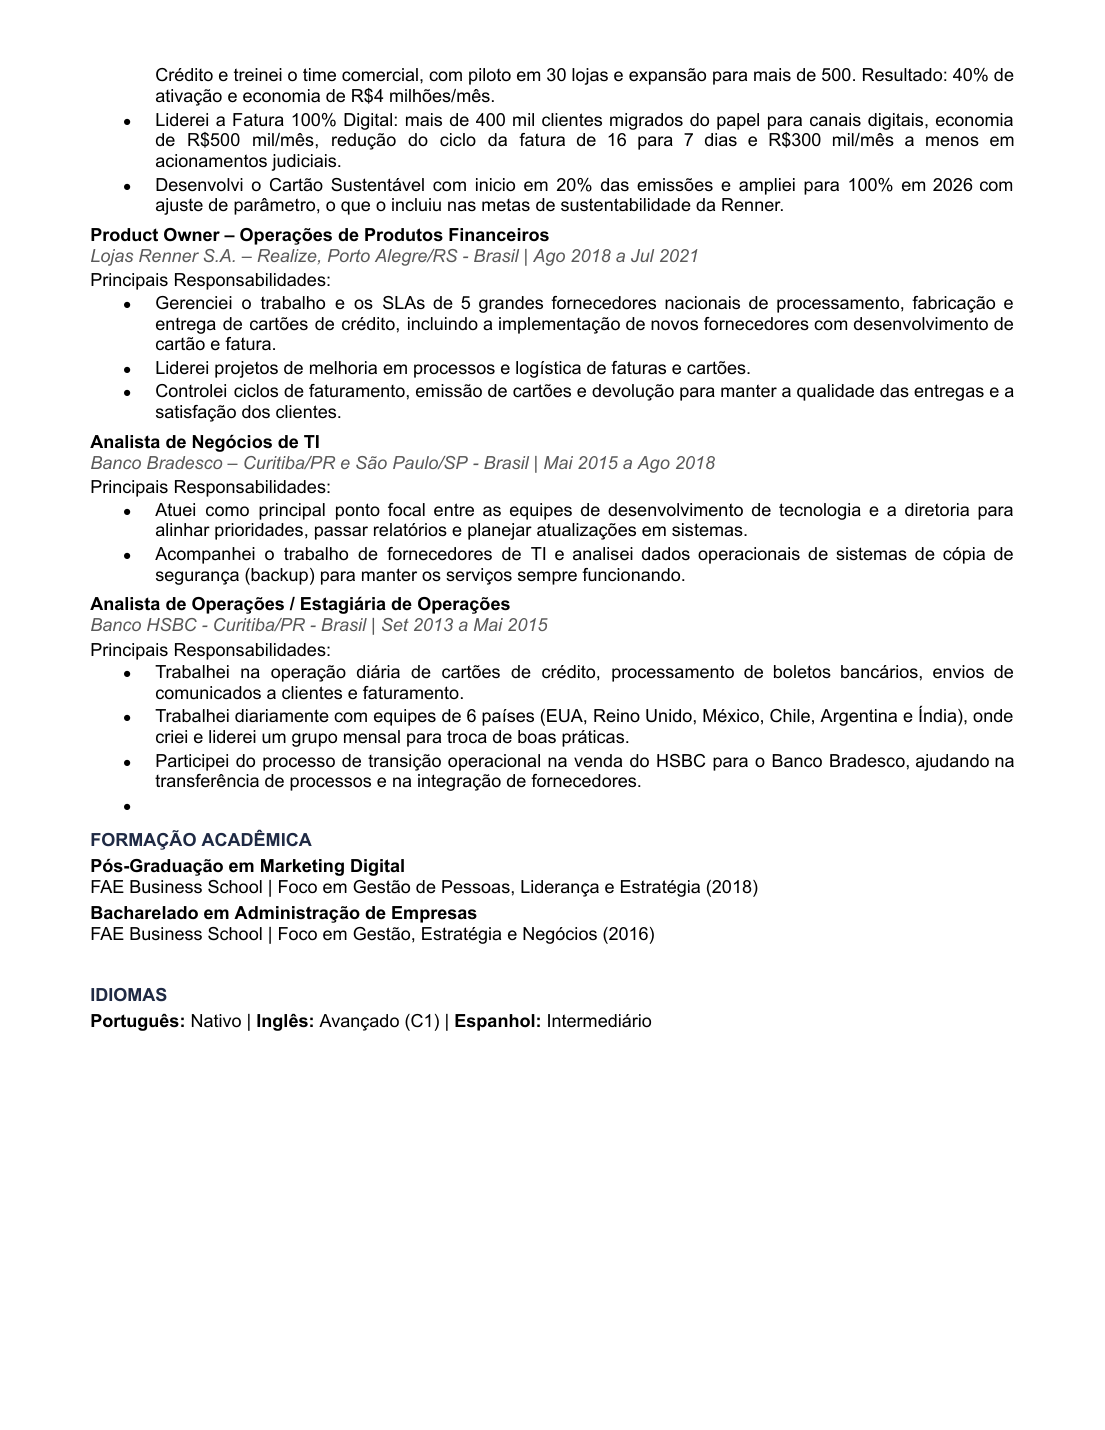 Crédito e treinei o time comercial, com piloto em 30 lojas e expansão para mais de 500. Resultado: 40% de
ativação e economia de R$4 milhões/mês.
● Liderei a Fatura 100% Digital: mais de 400 mil clientes migrados do papel para canais digitais, economia
de R$500 mil/mês, redução do ciclo da fatura de 16 para 7 dias e R$300 mil/mês a menos em
acionamentos judiciais.
● Desenvolvi o Cartão Sustentável com inicio em 20% das emissões e ampliei para 100% em 2026 com
ajuste de parâmetro, o que o incluiu nas metas de sustentabilidade da Renner.
Product Owner – Operações de Produtos Financeiros
Lojas Renner S.A. – Realize, Porto Alegre/RS - Brasil | Ago 2018 a Jul 2021
Principais Responsabilidades:
● Gerenciei o trabalho e os SLAs de 5 grandes fornecedores nacionais de processamento, fabricação e
entrega de cartões de crédito, incluindo a implementação de novos fornecedores com desenvolvimento de
cartão e fatura.
● Liderei projetos de melhoria em processos e logística de faturas e cartões.
● Controlei ciclos de faturamento, emissão de cartões e devolução para manter a qualidade das entregas e a
satisfação dos clientes.
Analista de Negócios de TI
Banco Bradesco – Curitiba/PR e São Paulo/SP - Brasil | Mai 2015 a Ago 2018
Principais Responsabilidades:
● Atuei como principal ponto focal entre as equipes de desenvolvimento de tecnologia e a diretoria para
alinhar prioridades, passar relatórios e planejar atualizações em sistemas.
● Acompanhei o trabalho de fornecedores de TI e analisei dados operacionais de sistemas de cópia de
segurança (backup) para manter os serviços sempre funcionando.
Analista de Operações / Estagiária de Operações
Banco HSBC - Curitiba/PR - Brasil | Set 2013 a Mai 2015
Principais Responsabilidades:
● Trabalhei na operação diária de cartões de crédito, processamento de boletos bancários, envios de
comunicados a clientes e faturamento.
● Trabalhei diariamente com equipes de 6 países (EUA, Reino Unido, México, Chile, Argentina e Índia), onde
criei e liderei um grupo mensal para troca de boas práticas.
● Participei do processo de transição operacional na venda do HSBC para o Banco Bradesco, ajudando na
transferência de processos e na integração de fornecedores.
●
FORMAÇÃO ACADÊMICA
Pós-Graduação em Marketing Digital
FAE Business School | Foco em Gestão de Pessoas, Liderança e Estratégia (2018)
Bacharelado em Administração de Empresas
FAE Business School | Foco em Gestão, Estratégia e Negócios (2016)
IDIOMAS
Português: Nativo | Inglês: Avançado (C1) | Espanhol: Intermediário